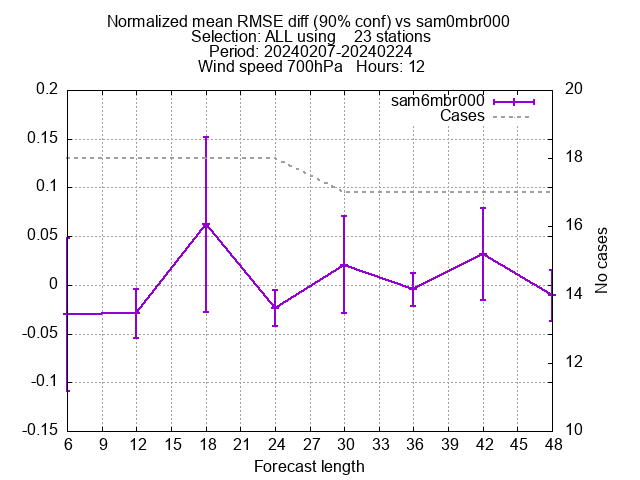 Normalized mean RMSE diff (90% conf) vs sam0mbr000
Selection: ALL using    23 stations
Period: 20240207-20240224
Wind speed 700hPa   Hours: 12
sam6mbr000
Cases
0.2
0.15
0.1
0.05
0
-0.05
-0.1
-0.15
20
18
16
14
12
10
No cases
6 9 12 15 18 21 24 27 30 33 36 39 42 45 48
Forecast length